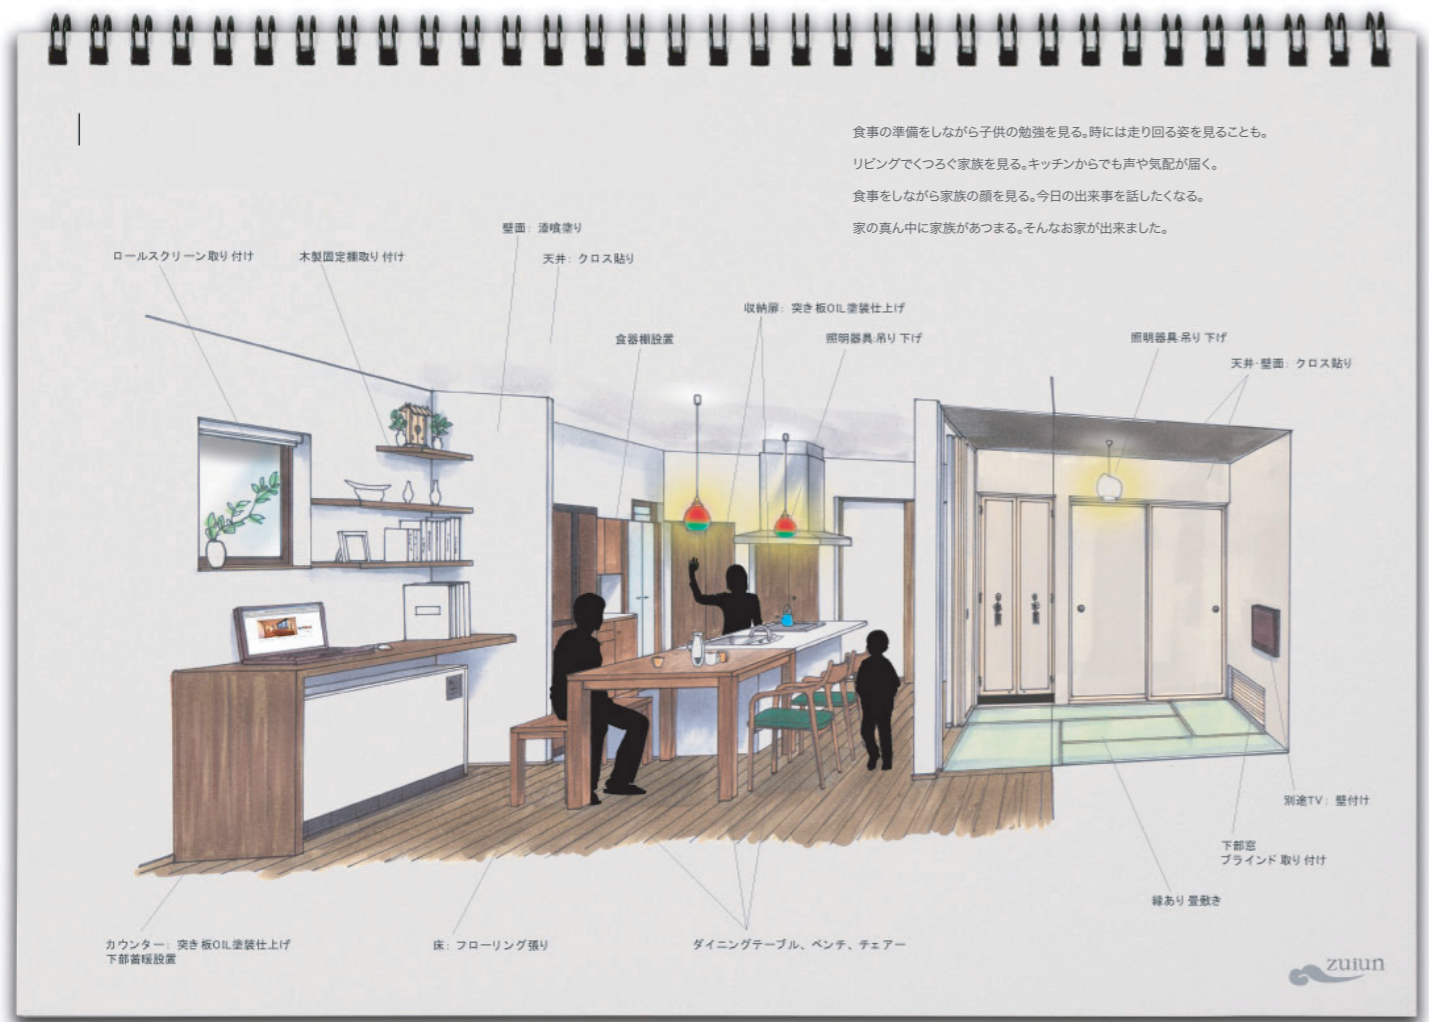 食事の準備をしながら子供の勉強を見る。時には走り回る姿を見ることも。
リビングでくつろぐ家族を見る。キッチンからでも声や気配が届く。
食事をしながら家族の顔を見る。今日の出来事を話したくなる。
家の真ん中に家族があつまる。そんなお家が出来ました。
壁面：漆喰塗り
ロールスクリーン取り付け
木製固定棚取り付け
天井：クロス貼り
収納扉：突き板OIL塗装仕上げ
食器棚設置
照明器具吊り下げ
照明器具吊り下げ
天井・壁面：クロス貼り
別途TV：壁付け
下部窓
ブラインド取り付け
縁あり畳敷き
カウンター：突き板OIL塗装仕上げ
下部蓄暖設置
床：フローリング張り
ダイニングテーブル、ベンチ、チェアー
zuiun